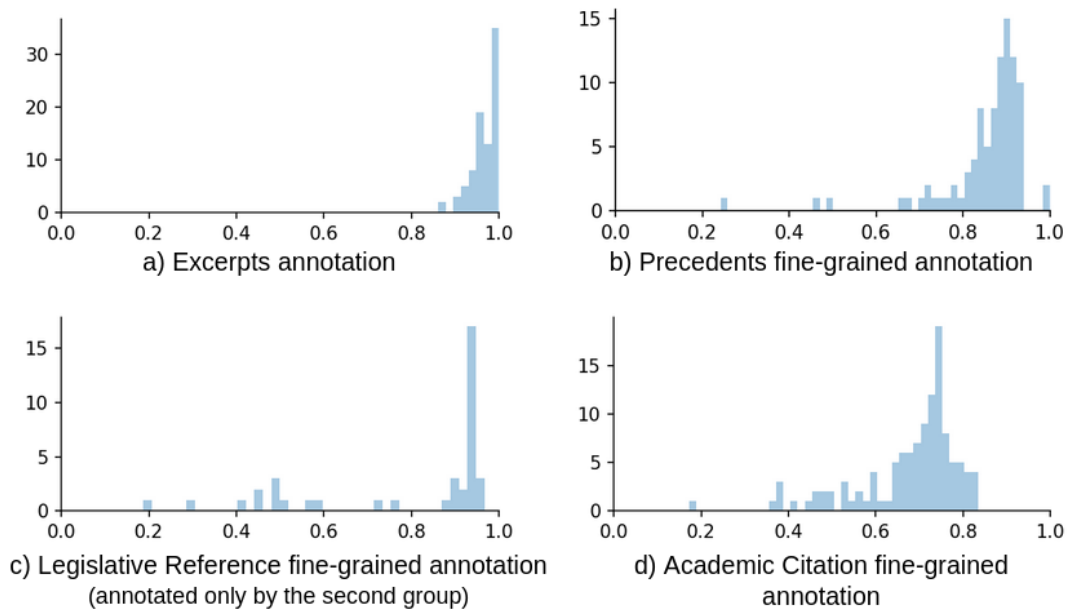 30
20
10
0
0.0 0.2 0.4 0.6 0.8 1.0
a) Excerpts annotation
15
10
5
0
0.0 0.2 0.4 0.6 0.8 1.0
b) Precedents fine-grained annotation
15
10
5
0
0.0 0.2 0.4 0.6 0.8 1.0
c) Legislative Reference fine-grained annotation
(annotated only by the second group)
15
10
5
0
0.0 0.2 0.4 0.6 0.8 1.0
d) Academic Citation fine-grained
annotation